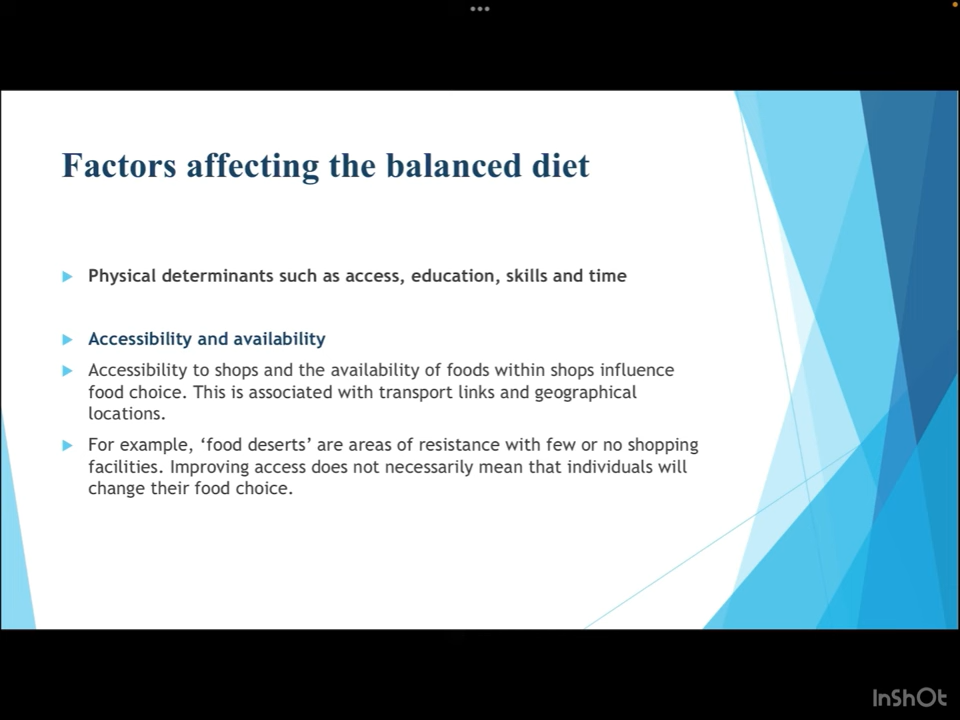 Factors affecting the balanced diet
Physical determinants such as access, education, skills and time
Accessibility and availability
Accessibility to shops and the availability of foods within shops influence
food choice. This is associated with transport links and geographical
locations.
For example, ‘food deserts’ are areas of resistance with few or no shopping
facilities. Improving access does not necessarily mean that individuals will
change their food choice.
InShOt